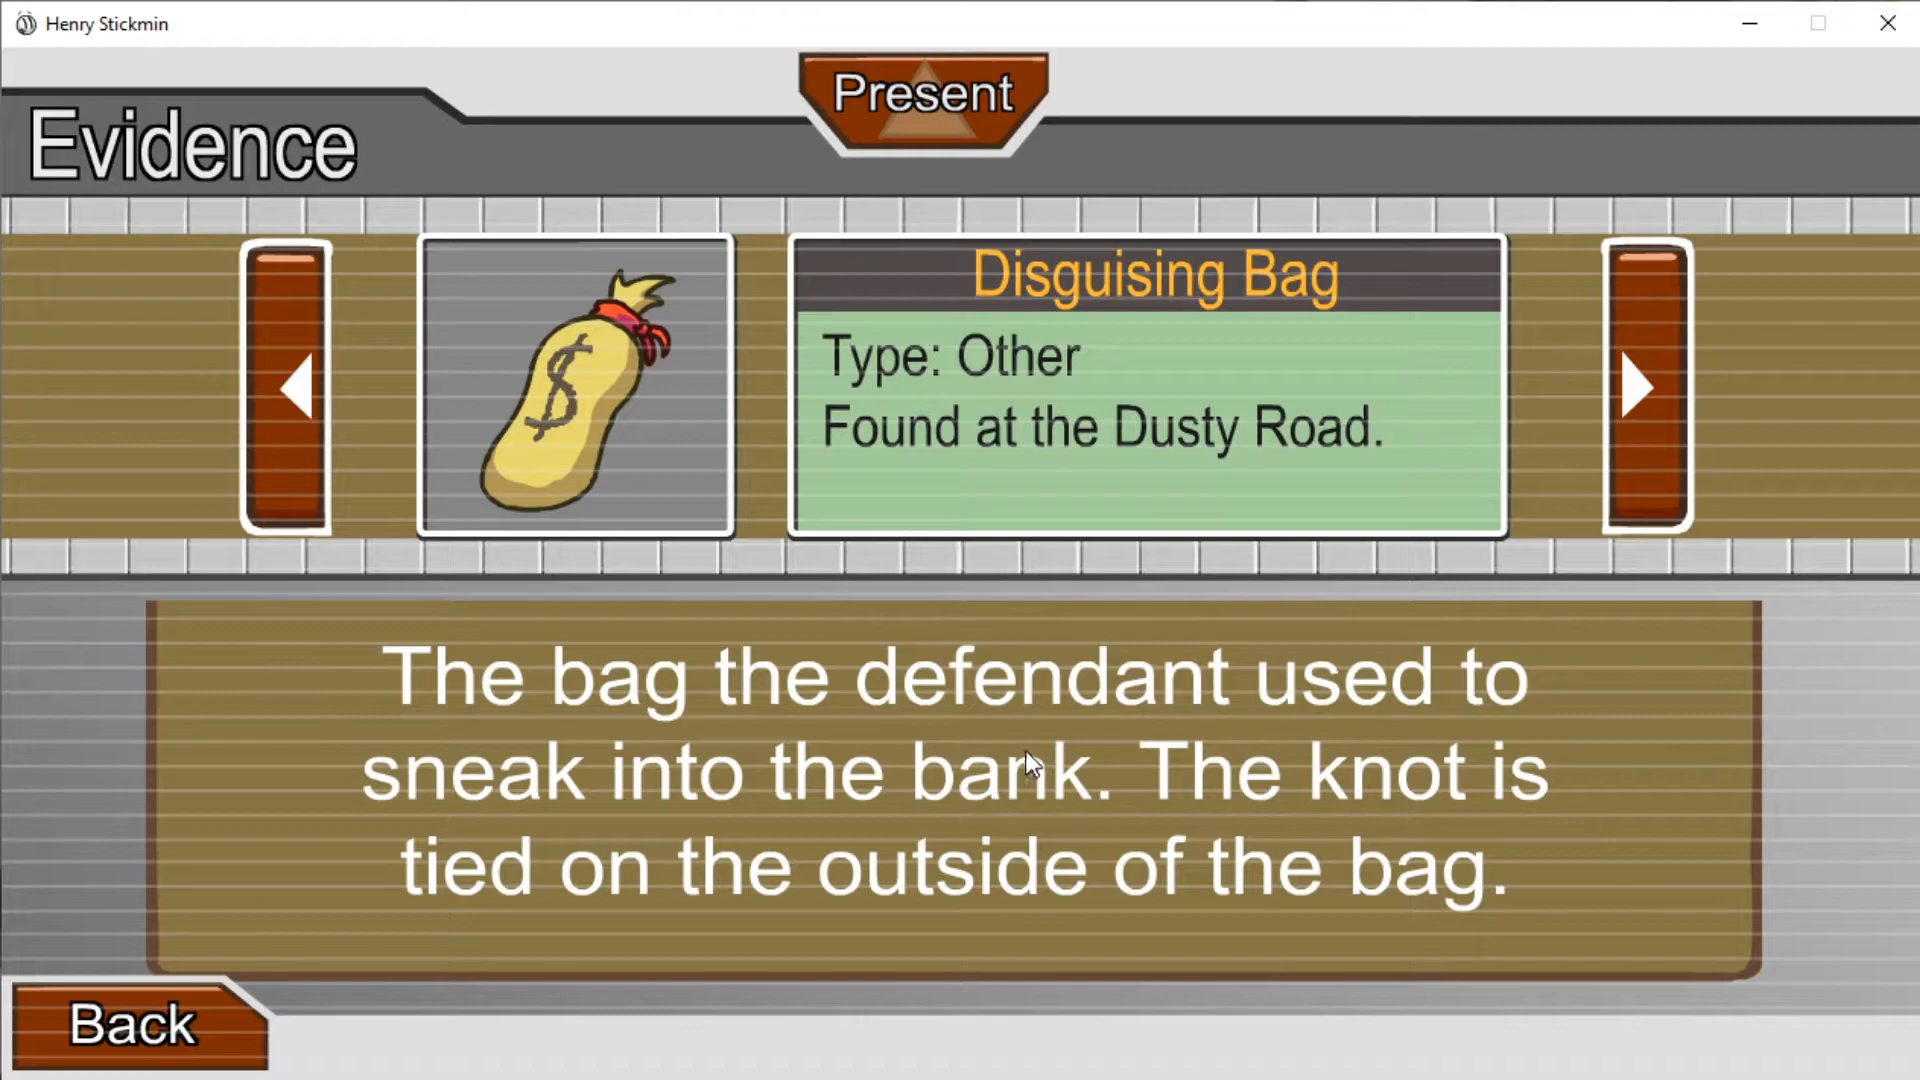 Henry Stickmin
Present
Evidence
Disguising Bag
Type: Other
Found at the Dusty Road.
$
The bag the defendant used to
sneak into the bank. The knot is
tied on the outside of the bag.
Back